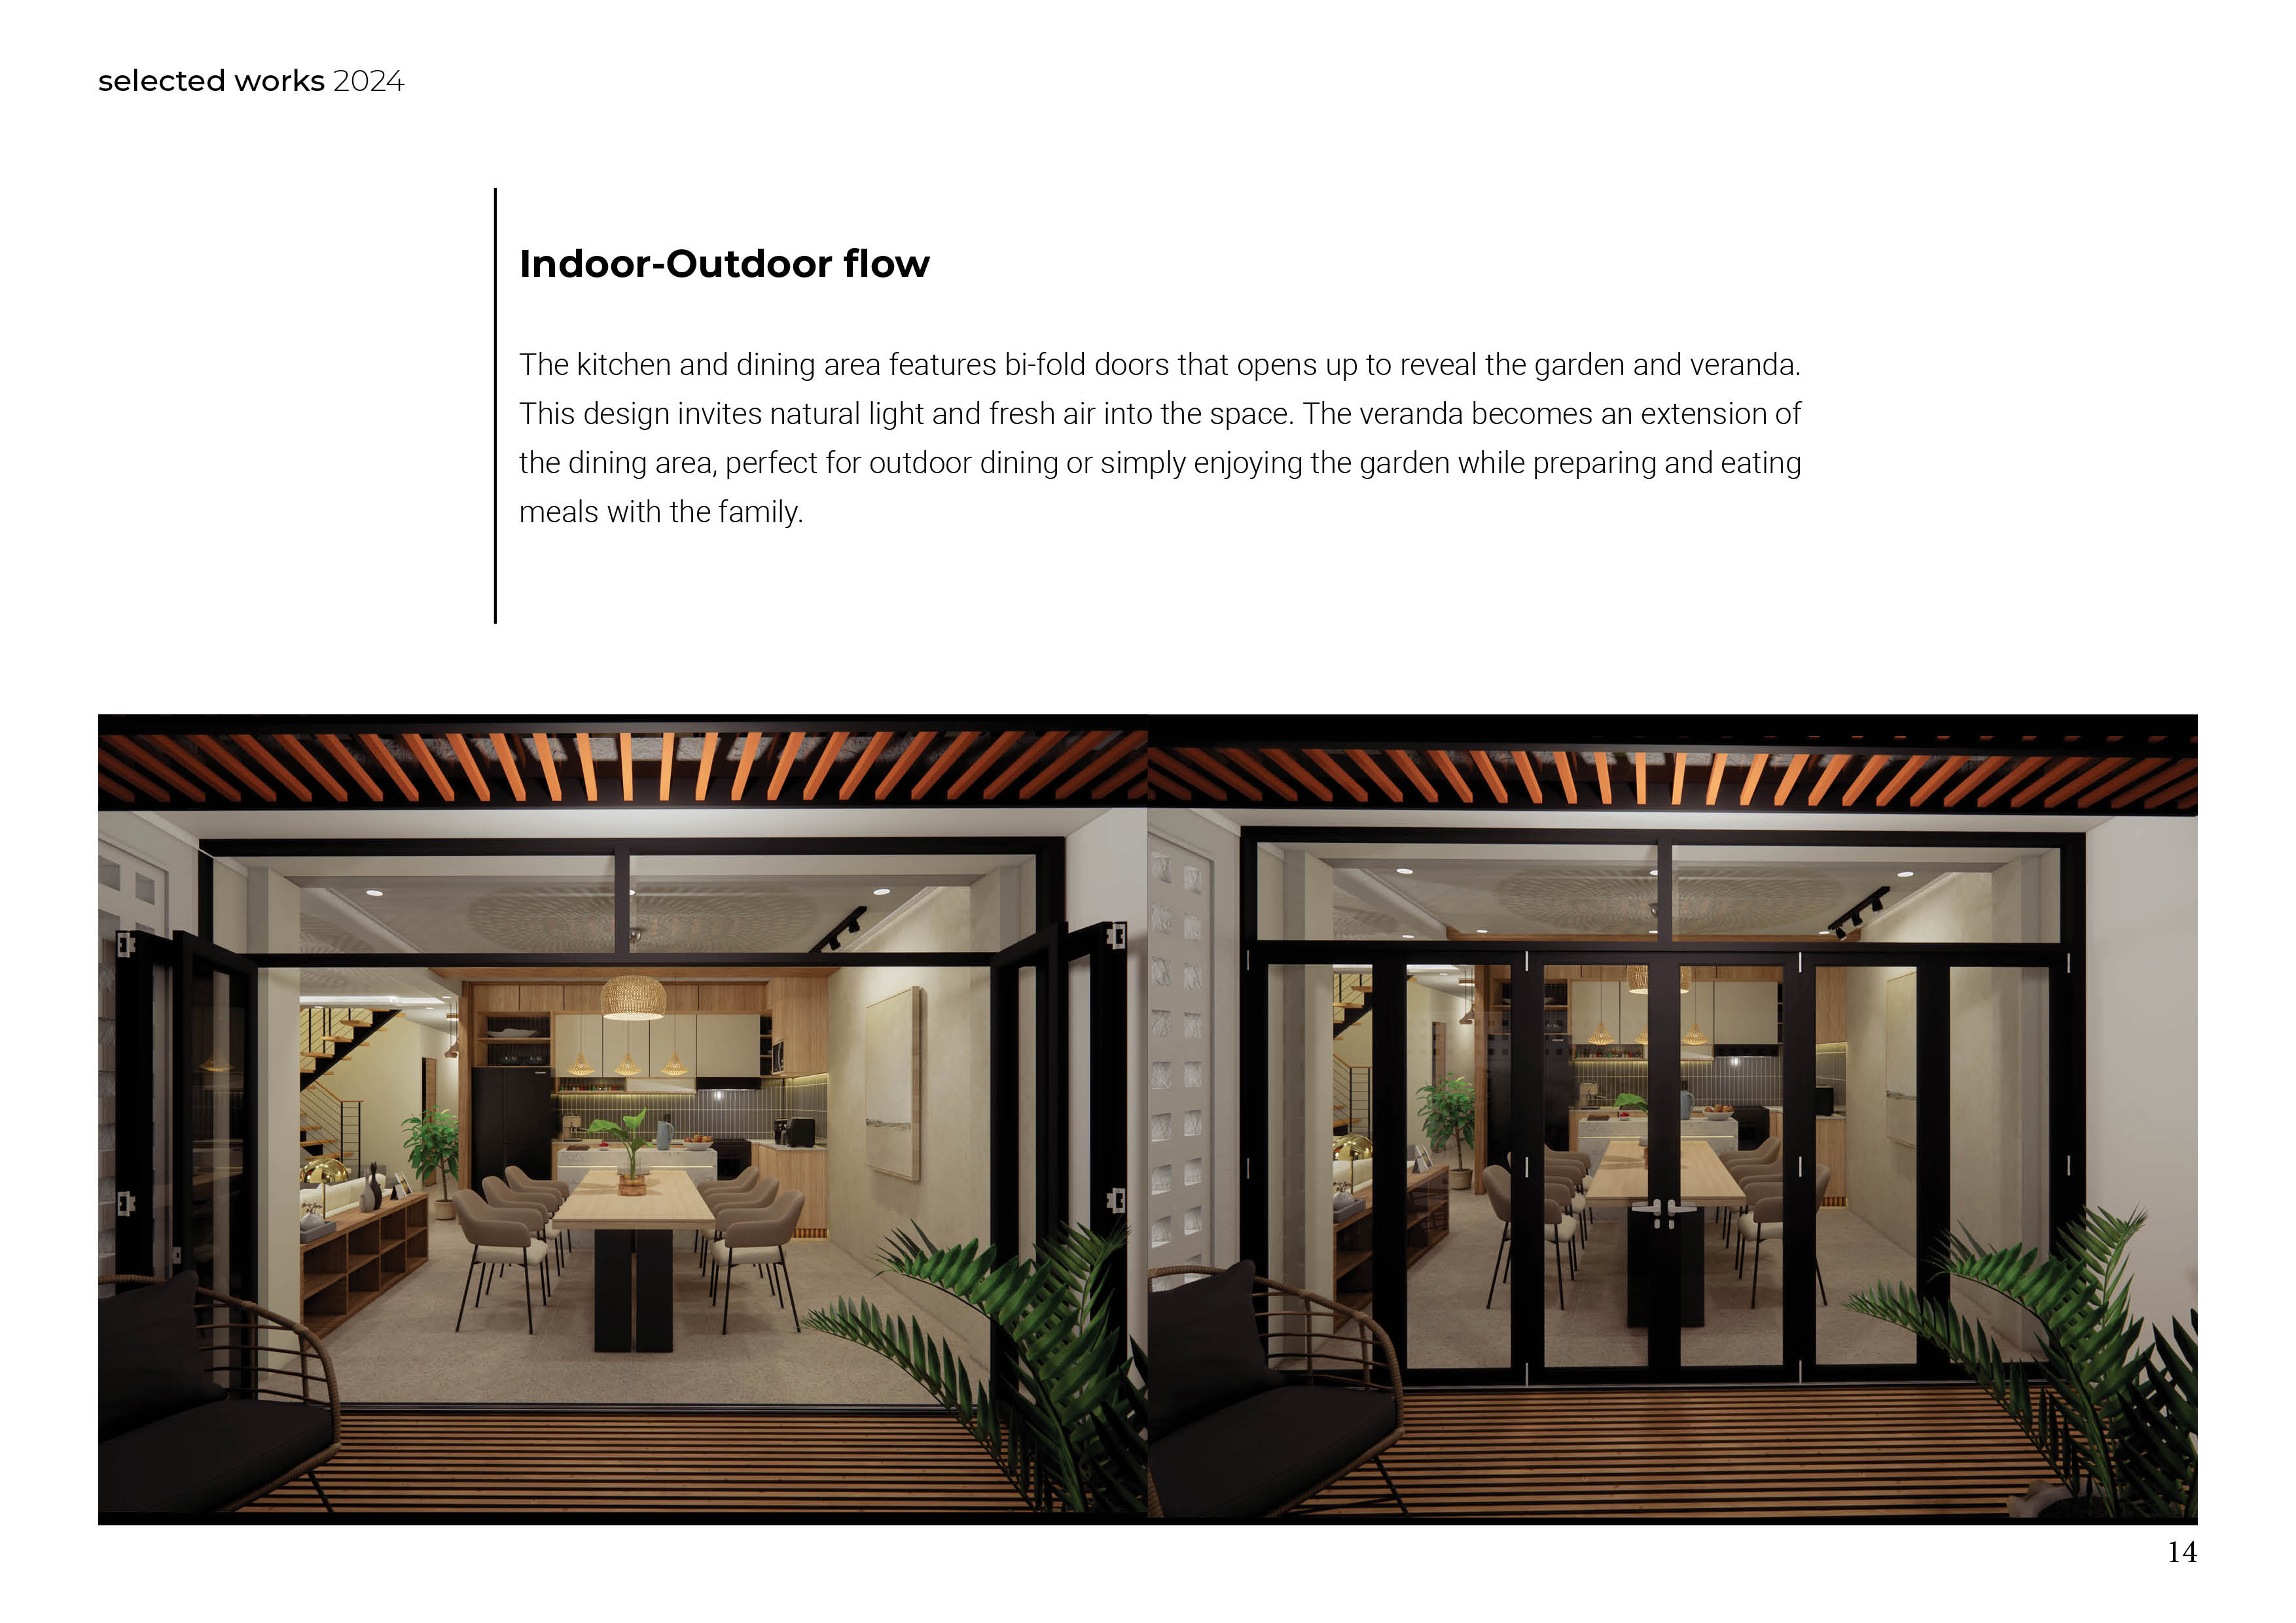 selected works 2024
Indoor-Outdoor flow
The kitchen and dining area features bi-fold doors that opens up to reveal the garden and veranda.
This design invites natural light and fresh air into the space. The veranda becomes an extension of
the dining area, perfect for outdoor dining or simply enjoying the garden while preparing and eating
meals with the family.
14